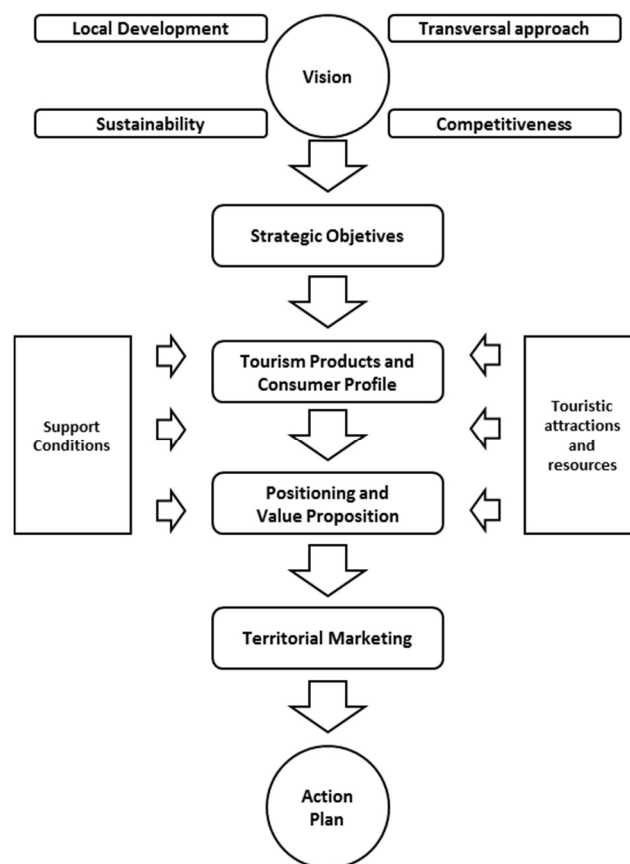 Local Development
Transversal approach
Vision
Sustainability
Competitiveness
Strategic Objetives
Tourism Products and
Consumer Profile
Support
Conditions
Touristic
attractions
and
resources
Positioning and
Value Proposition
Territorial Marketing
Action
Plan